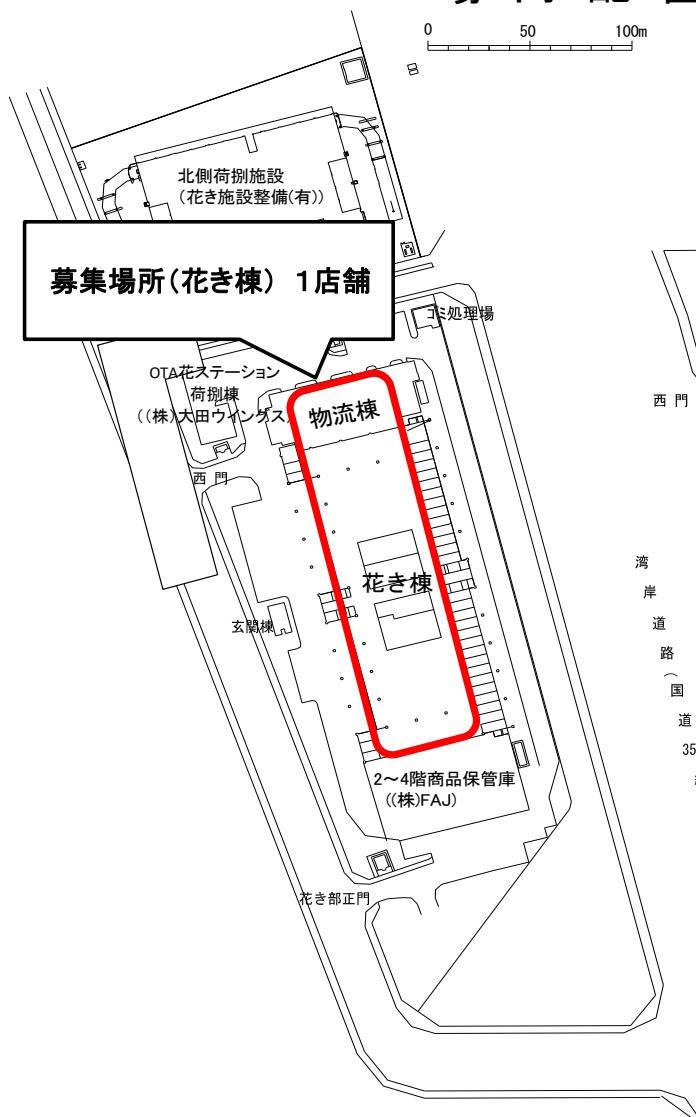 0 50 100m
北側荷捌施設
(花き施設整備(有))
募集場所(花き棟) 1店舗
ゴミ処理場
OTA花ステーション
荷捌棟
((株)大田ウイングス)
物流棟
西門
西門
花き棟
玄関棟
湾岸道路(国道35
2～4階商品保管庫
((株)FAJ)
花き部正門